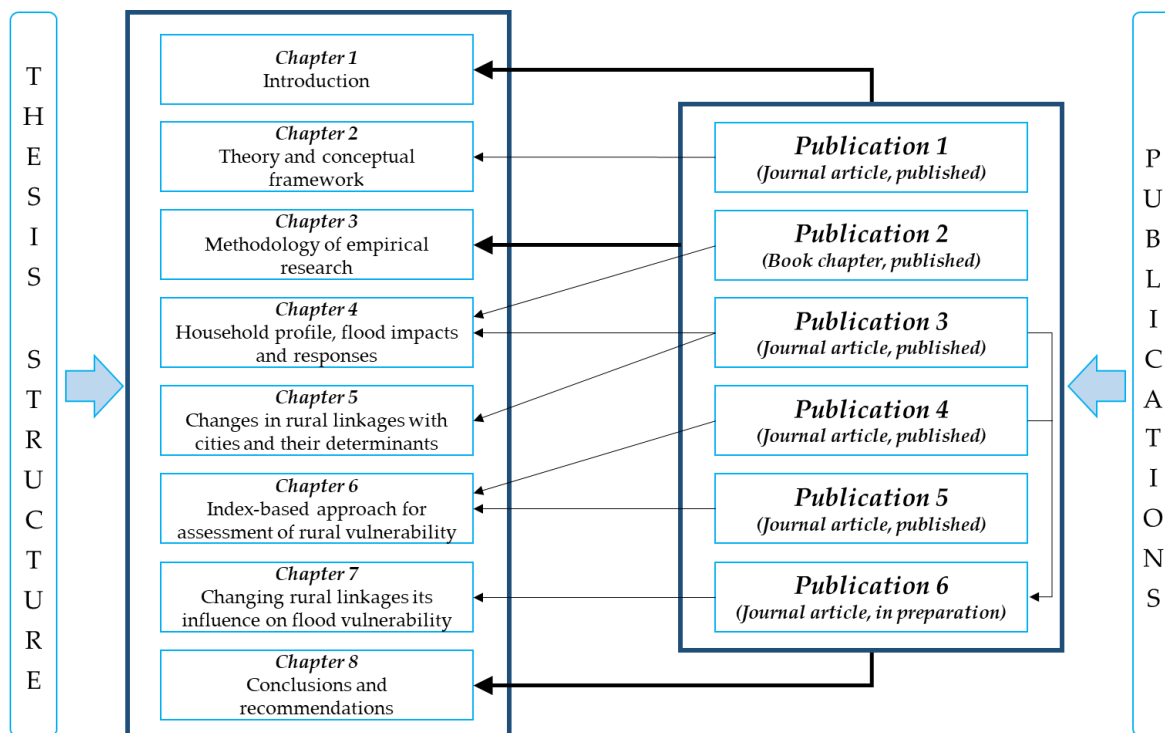 THESIS STRUCTURE
Chapter 1
Introduction
Chapter 2
Theory and conceptual
framework
Chapter 3
Methodology of empirical
research
Chapter 4
Household profile, flood impacts
and responses
Chapter 5
Changes in rural linkages with
cities and their determinants
Chapter 6
Index-based approach for
assessment of rural vulnerability
Chapter 7
Changing rural linkages its
influence on flood vulnerability
Chapter 8
Conclusions and
recommendations
Publication 1
(Journal article, published)
Publication 2
(Book chapter, published)
Publication 3
(Journal article, published)
Publication 4
(Journal article, published)
Publication 5
(Journal article, published)
Publication 6
(Journal article, in preparation)
PUBLICATIONS